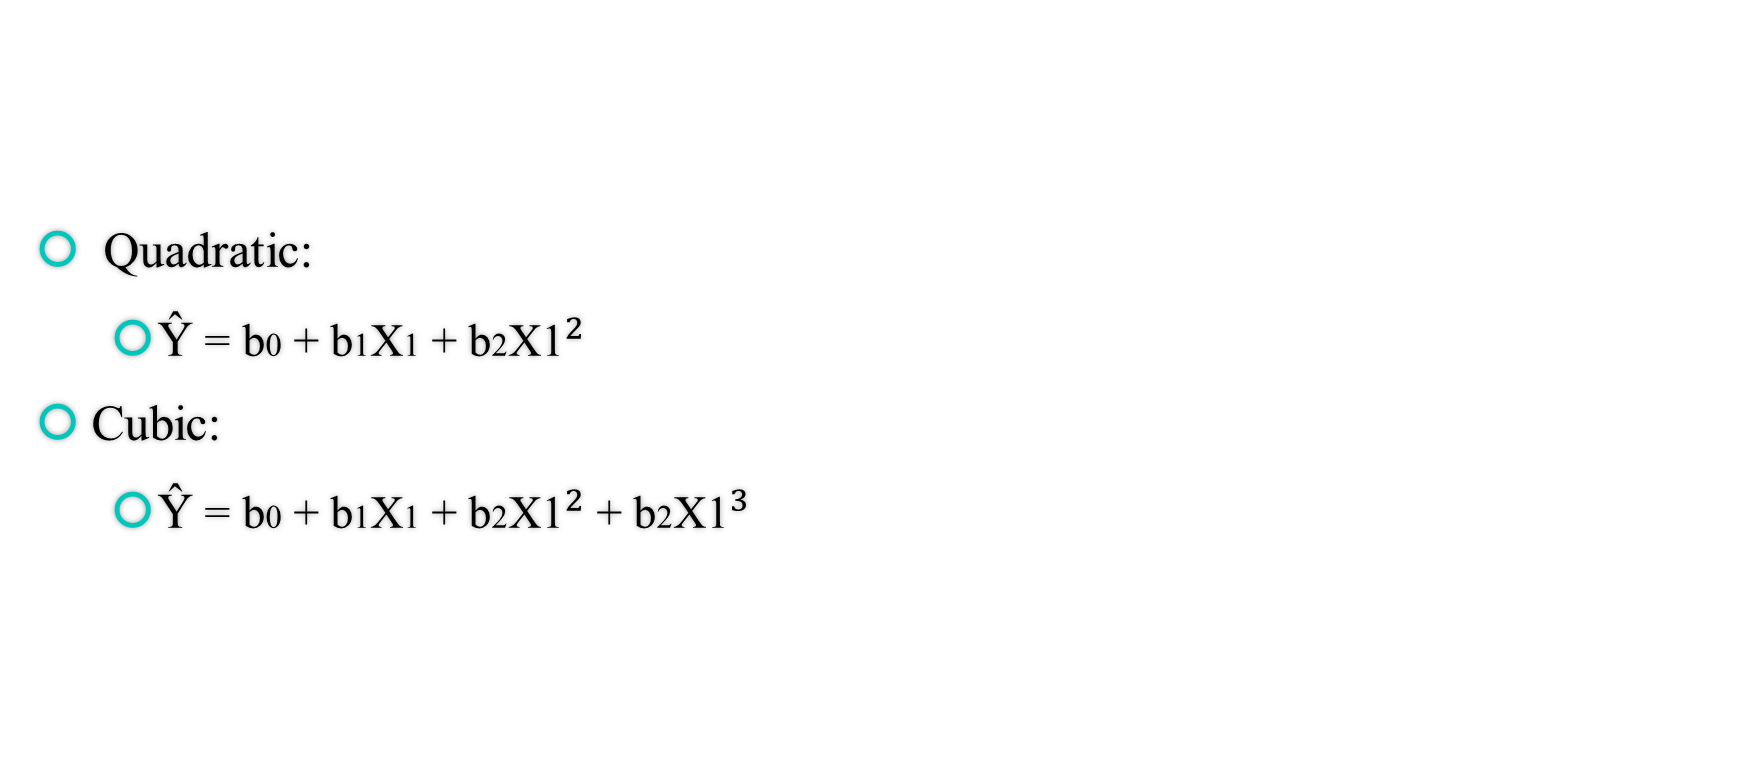 Quadratic:
Ŷ = b0 + b1X1 + b2X1²
Cubic:
Ŷ = b0 + b1X1 + b2X1² + b2X1³